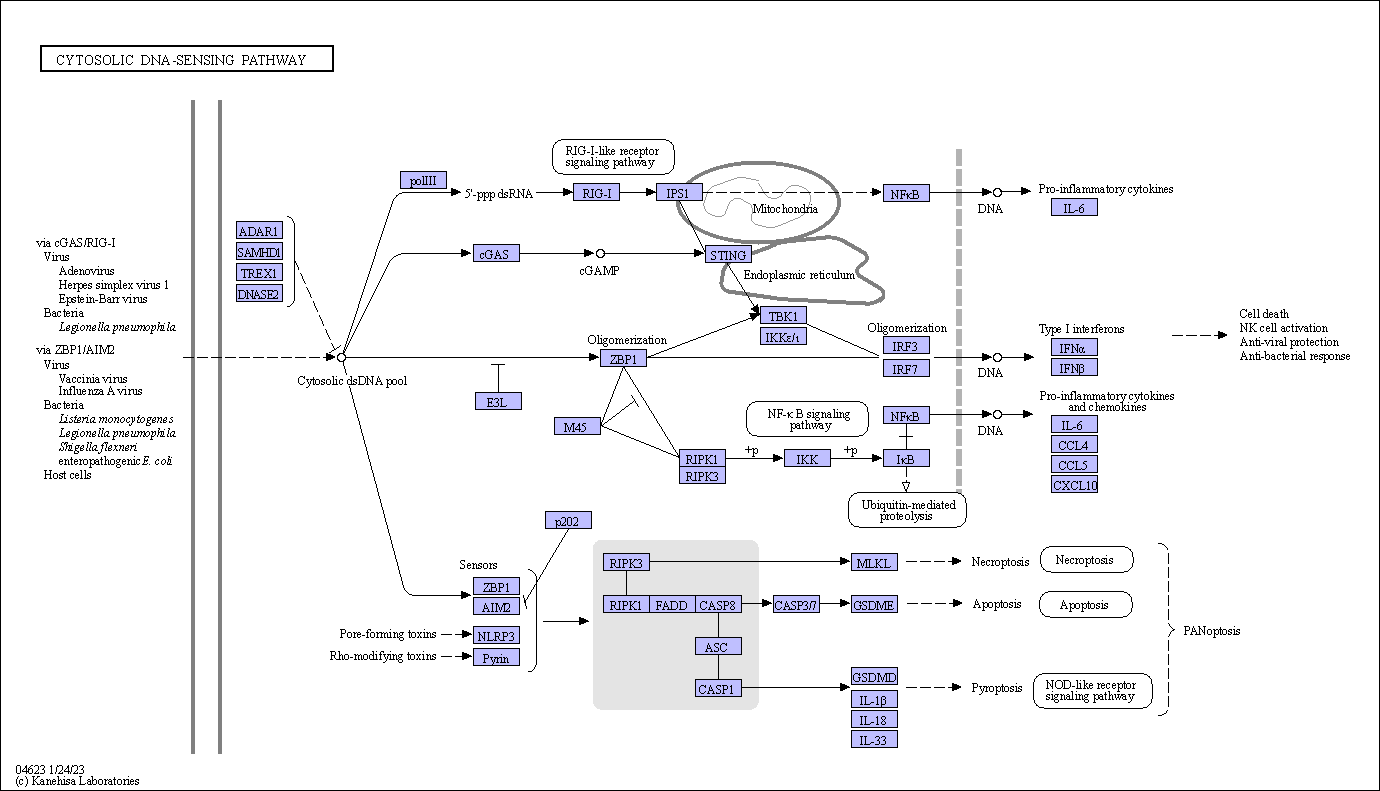 CYTOSOLIC DNA-SENSING PATHWAY
via cGAS/RIG-I
Virus
Adenovirus
Herpes simplex virus 1
Epstein-Barr virus
Bacteria
Legionella pneumophila
via ZBP1/AIM2
Virus
Vaccinia virus
Influenza A virus
Bacteria
Listeria monocytogenes
Legionella pneumophila
Shigella flexneri
enteropathogenic E. coli
Host cells
ADAR1
SAMHD1
TREX1
DNASE2
Cytosolic dsDNA pool
polIII
5'-ppp dsRNA
RIG-I-like receptor
signaling pathway
RIG-I
IPS1
Mitochondria
NFκB
DNA
Pro-inflammatory cytokines
IL-6
cGAS
cGAMP
STING
Endoplasmic reticulum
TBK1
IKKε/ι
Oligomerization
ZBP1
Oligomerization
IRF3
IRF7
DNA
Type I interferons
IFNα
IFNβ
Cell death
NK cell activation
Anti-viral protection
Anti-bacterial response
E3L
M45
RIPK1
RIPK3
+p
IKK
+p
IκB
NF-κ B signaling
pathway
NFκB
DNA
Pro-inflammatory cytokines
and chemokines
IL-6
CCL4
CCL5
CXCL10
Ubiquitin-mediated
proteolysis
p202
Sensors
ZBP1
AIM2
Pore-forming toxins
NLRP3
Rho-modifying toxins
Pyrin
RIPK3
RIPK1
FADD
CASP8
ASC
CASP1
MLKL
Necroptosis
Necroptosis
CASP3/7
GSDME
Apoptosis
Apoptosis
GSDMD
IL-1β
IL-18
IL-33
Pyroptosis
NOD-like receptor
signaling pathway
PANoptosis
04623 1/24/23
(c) Kanehisa Laboratories